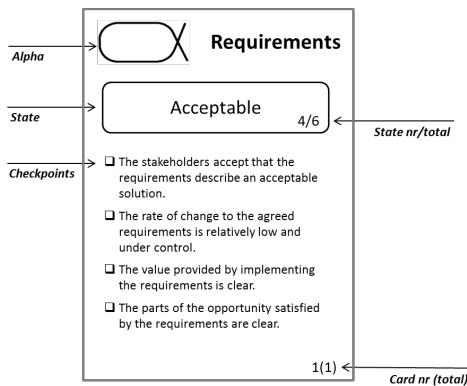 Requirements
Alpha
Acceptable
State
4/6
State nr/total
Checkpoints
❑ The stakeholders accept that the
requirements describe an acceptable
solution.
❑ The rate of change to the agreed
requirements is relatively low and
under control.
❑ The value provided by implementing
the requirements is clear.
❑ The parts of the opportunity satisfied
by the requirements are clear.
1(1)
Card nr (total)